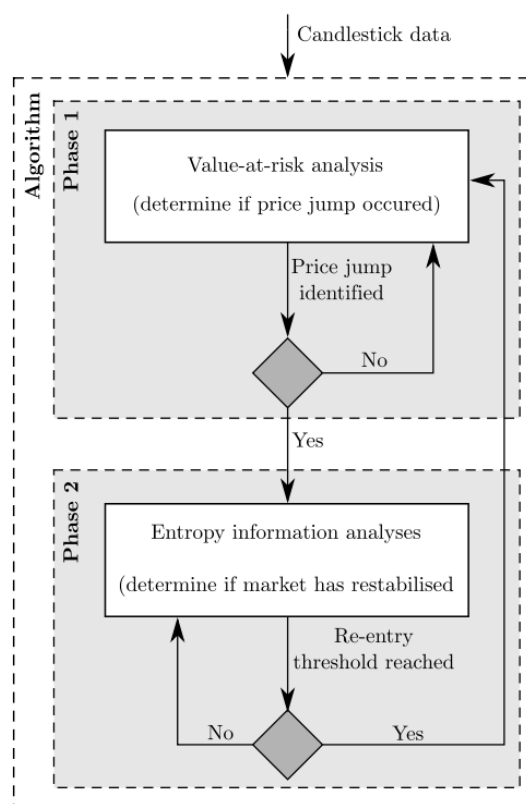 Candlestick data
Algorithm
Phase 1
Value-at-risk analysis
(determine if price jump occured)
Price jump
identified
No
Yes
Phase 2
Entropy information analyses
(determine if market has restabilised
Re-entry
threshold reached
No
Yes